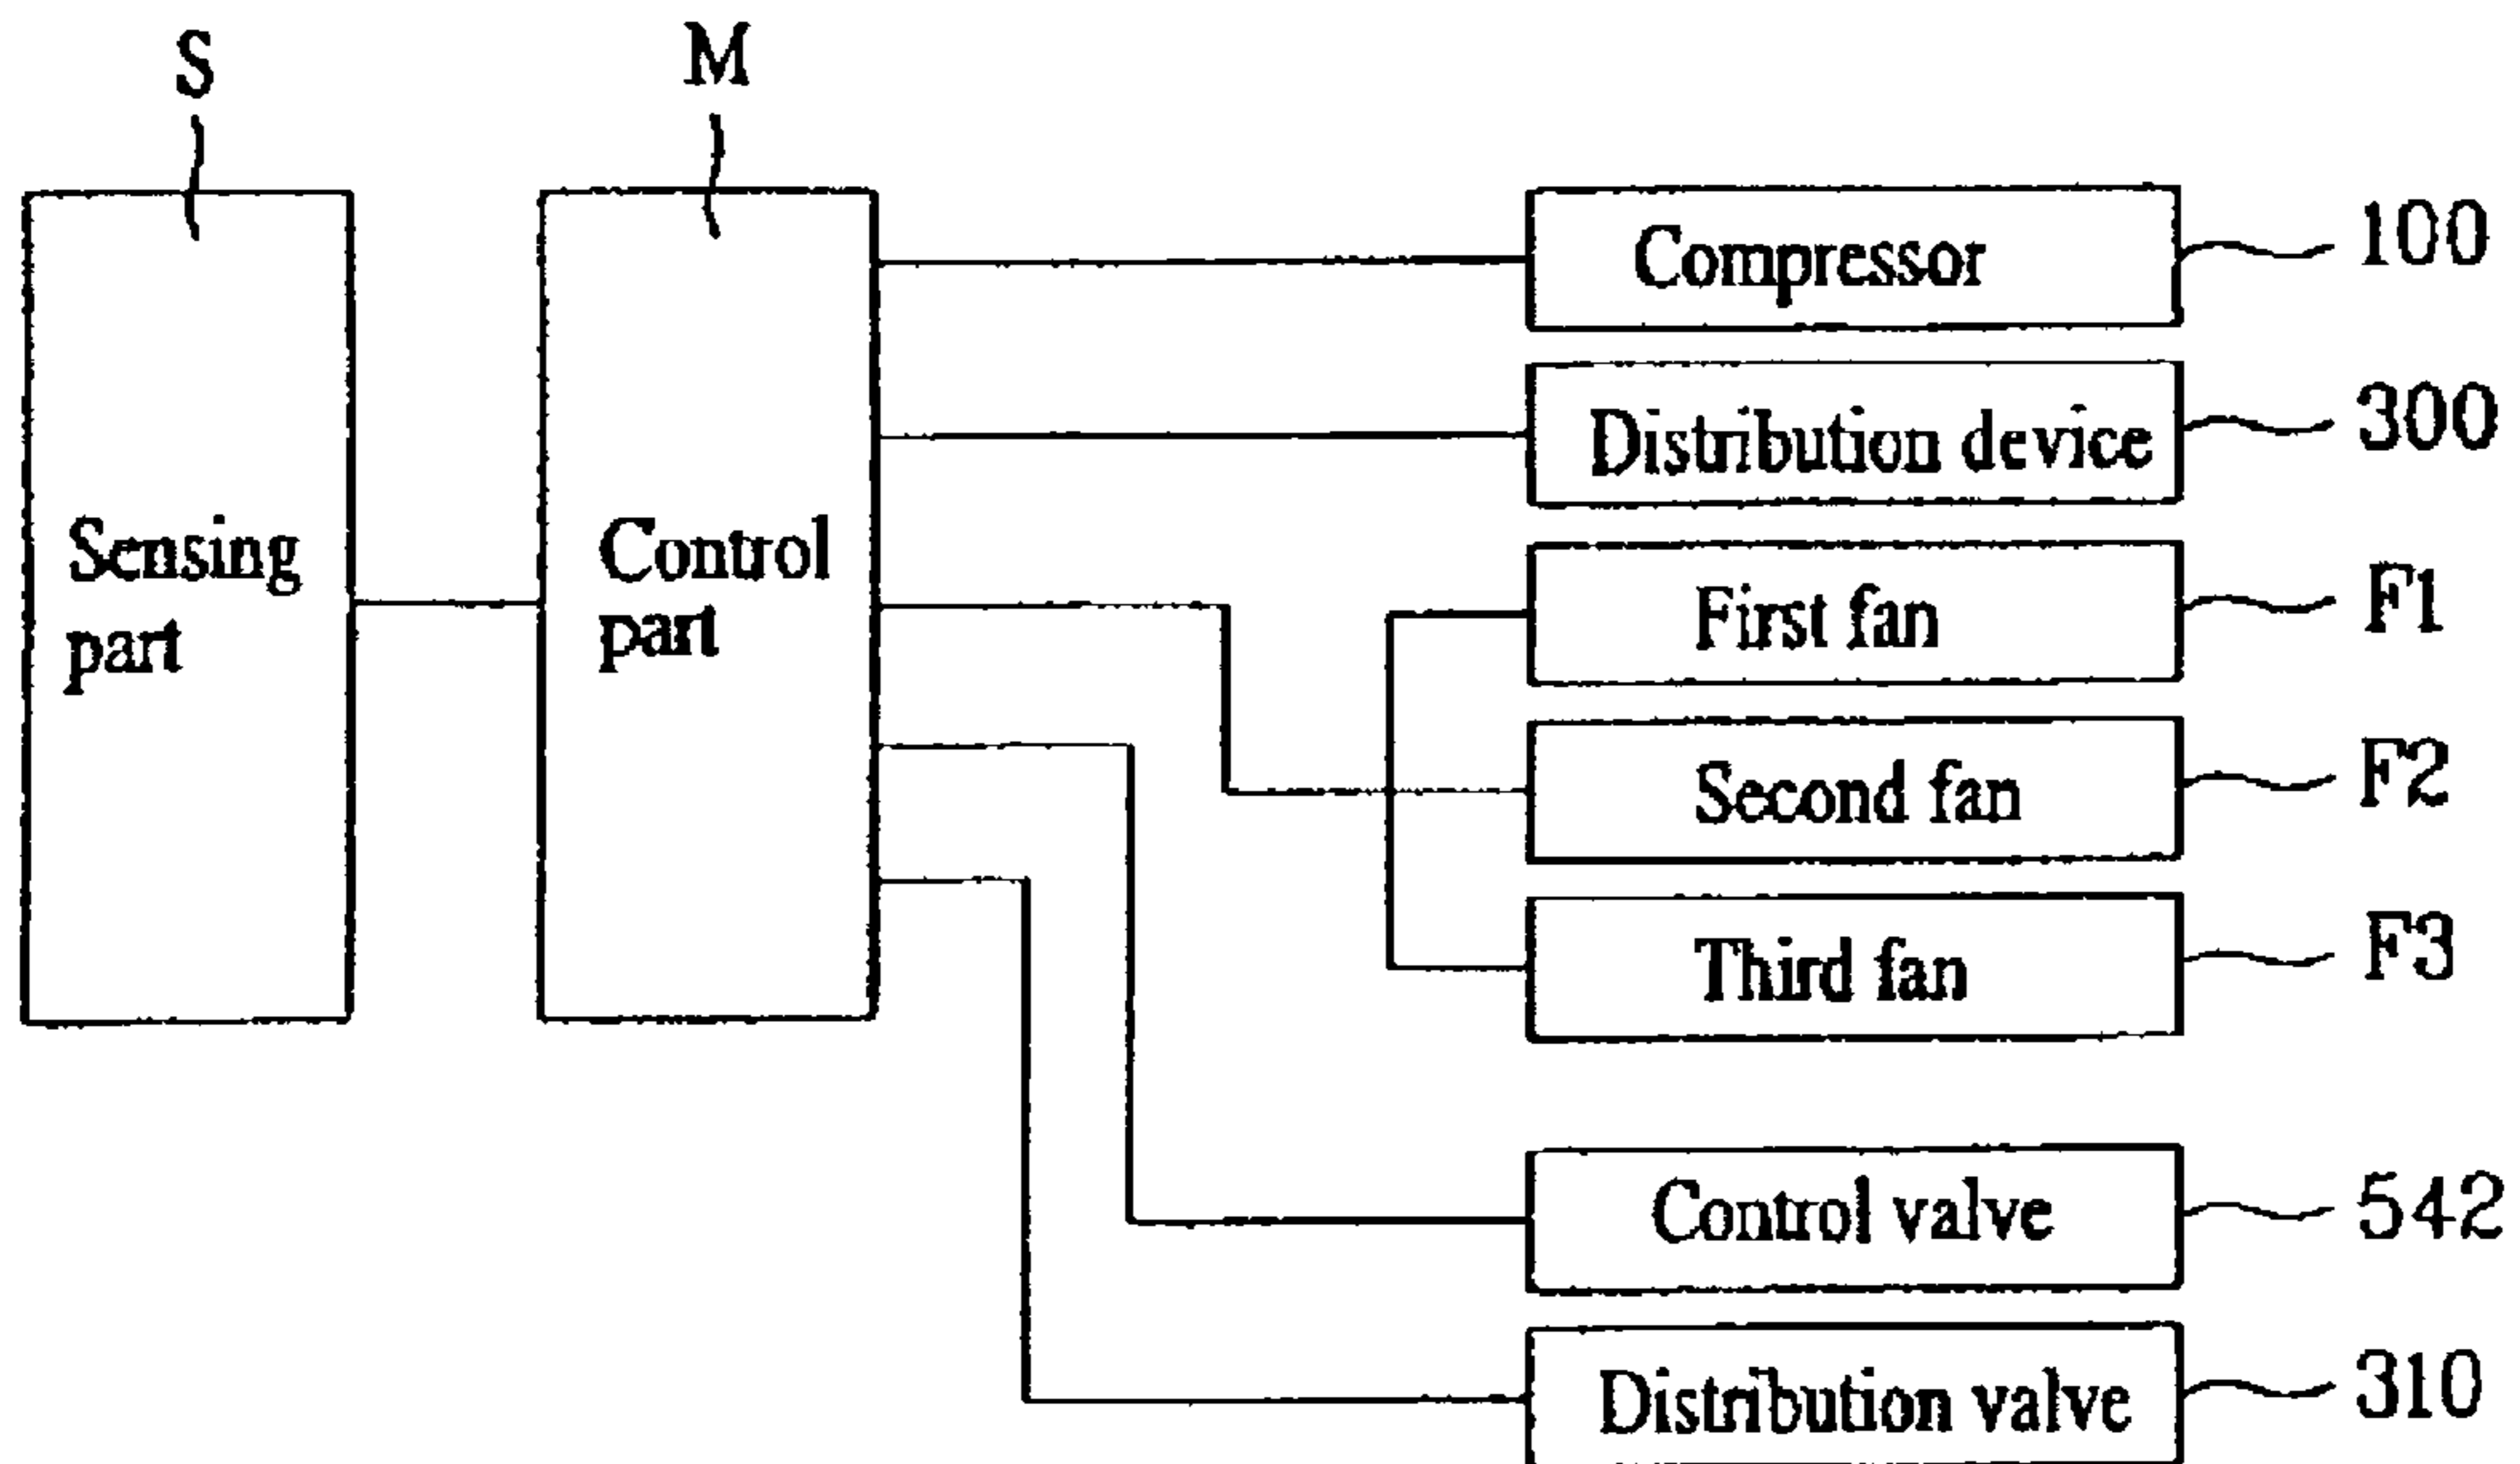 S
M
Sensing
part
Control
part
Compressor
100
Distribution device
300
First fan
F1
Second fan
F2
Third fan
F3
Control valve
542
Distribution valve
310